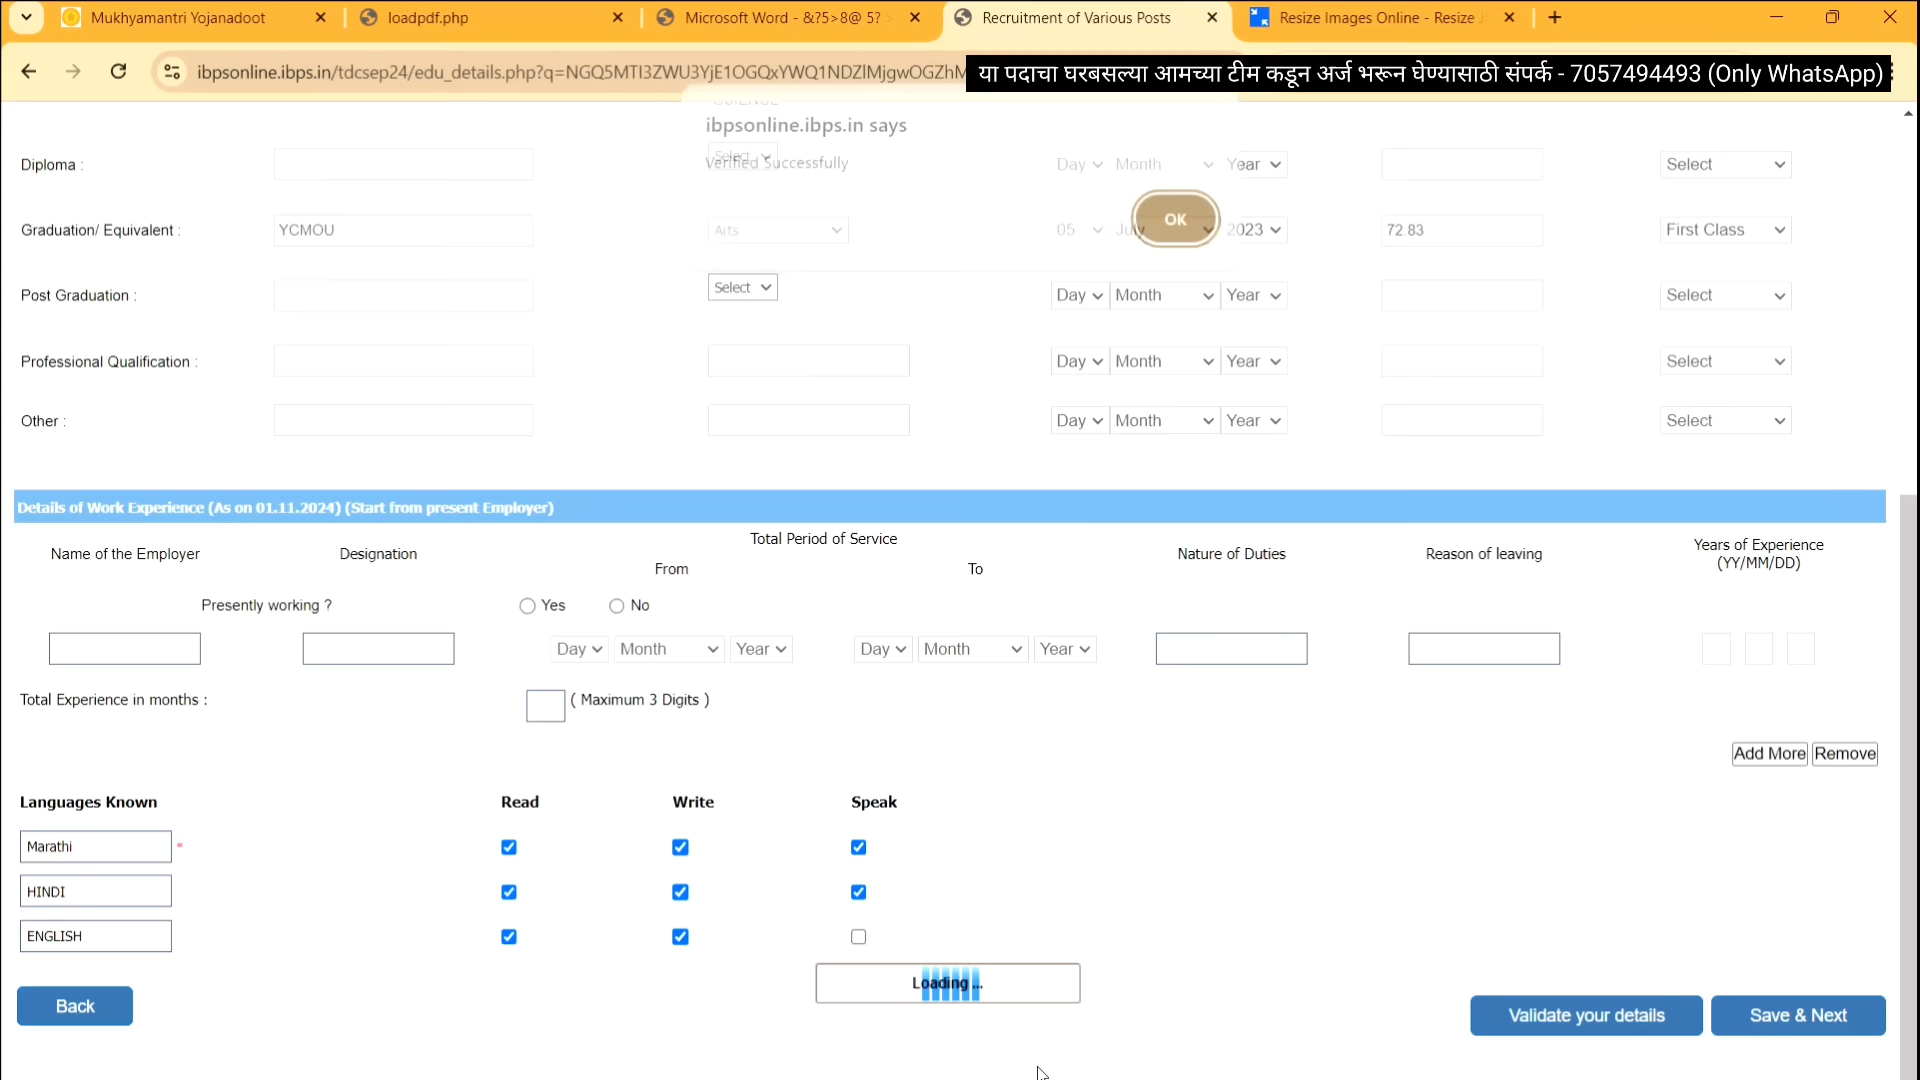 Mukhyamantri Yojanadoot
loadpdf.php
Microsoft Word - &?5>8@ 5?
Recruitment of Various Posts
Resize Images Online - Resize
ibpsonline.ibps.in/tdcsep24/edu_details.php?q=NGQ5MTI3ZWU3YjE1OGQxYWQ1NDZlMjgwOGZhM
या पदाचा घरबसल्या आमच्या टीम कडून अर्ज भरून घेण्यासाठी संपर्क - 7057494493 (Only WhatsApp)
SCIENCE
ibpsonline.ibps.in says
Verified Successfully
OK
Diploma : Select Day Month Year Select
Graduation/ Equivalent : YCMOU Arts 05 July 2023 72 83 First Class
Post Graduation : Select Day Month Year Select
Professional Qualification : Day Month Year Select
Other : Day Month Year Select
Details of Work Experience (As on 01.11.2024) (Start from present Employer)
Name of the Employer Designation Total Period of Service Nature of Duties Reason of leaving Years of Experience
From To (YY/MM/DD)
Presently working ? Yes No
Day Month Year Day Month Year
Total Experience in months : ( Maximum 3 Digits )
Add More Remove
Languages Known Read Write Speak
Marathi *
HINDI
ENGLISH
Loading ...
Back Validate your details Save & Next